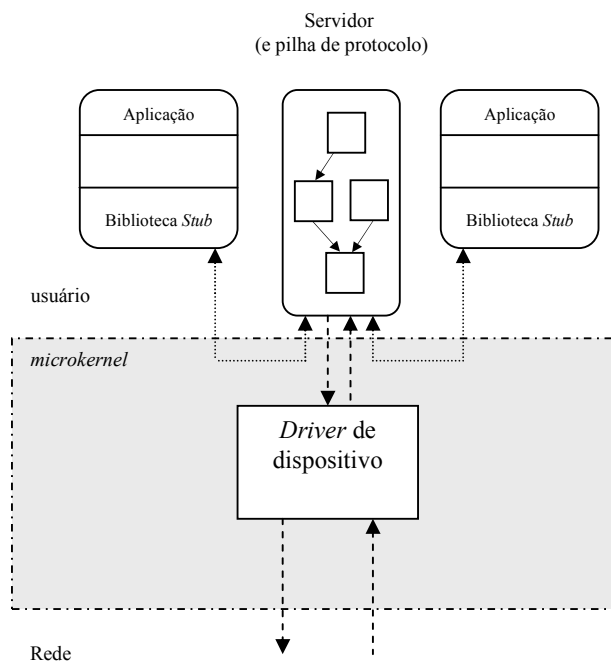 Servidor
(e pilha de protocolo)
Aplicação
Aplicação
Biblioteca Stub
Biblioteca Stub
usuário
microkernel
Driver de
dispositivo
Rede